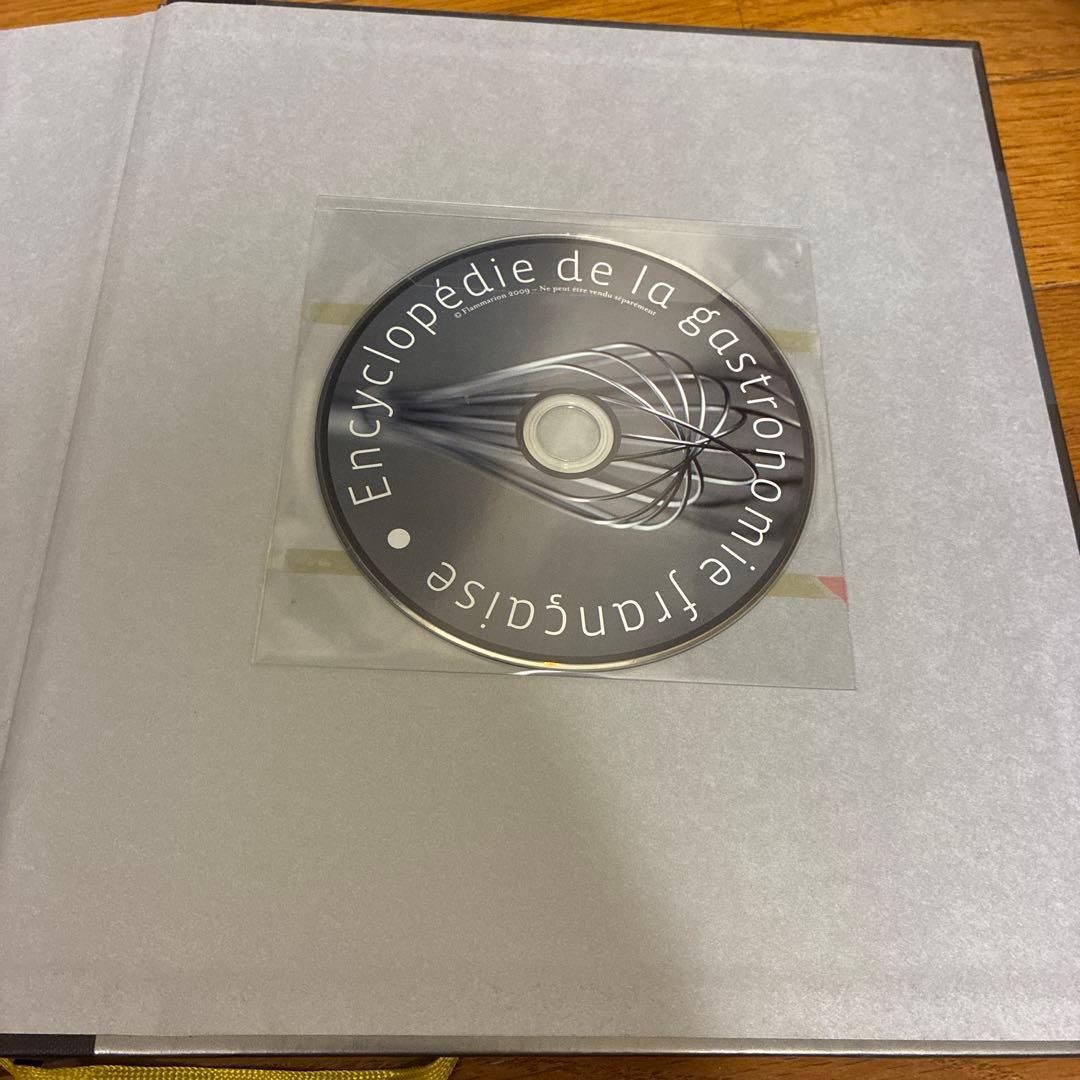 Encyclopédie de la gastronomie française
© Flammarion 2009 – Ne peut être vendu séparément